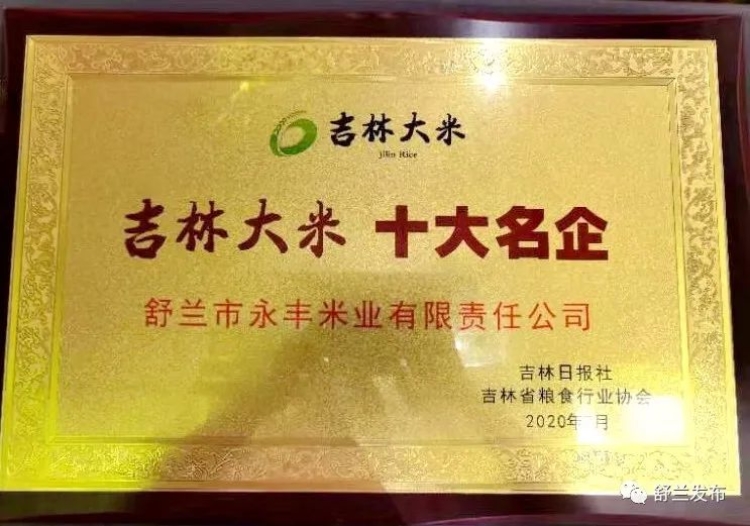 吉林大米
jilin Rice
吉林大米 十大名企
舒兰市永丰米业有限责任公司
吉林日报社
吉林省粮食行业协会
2020年 月
舒兰发布